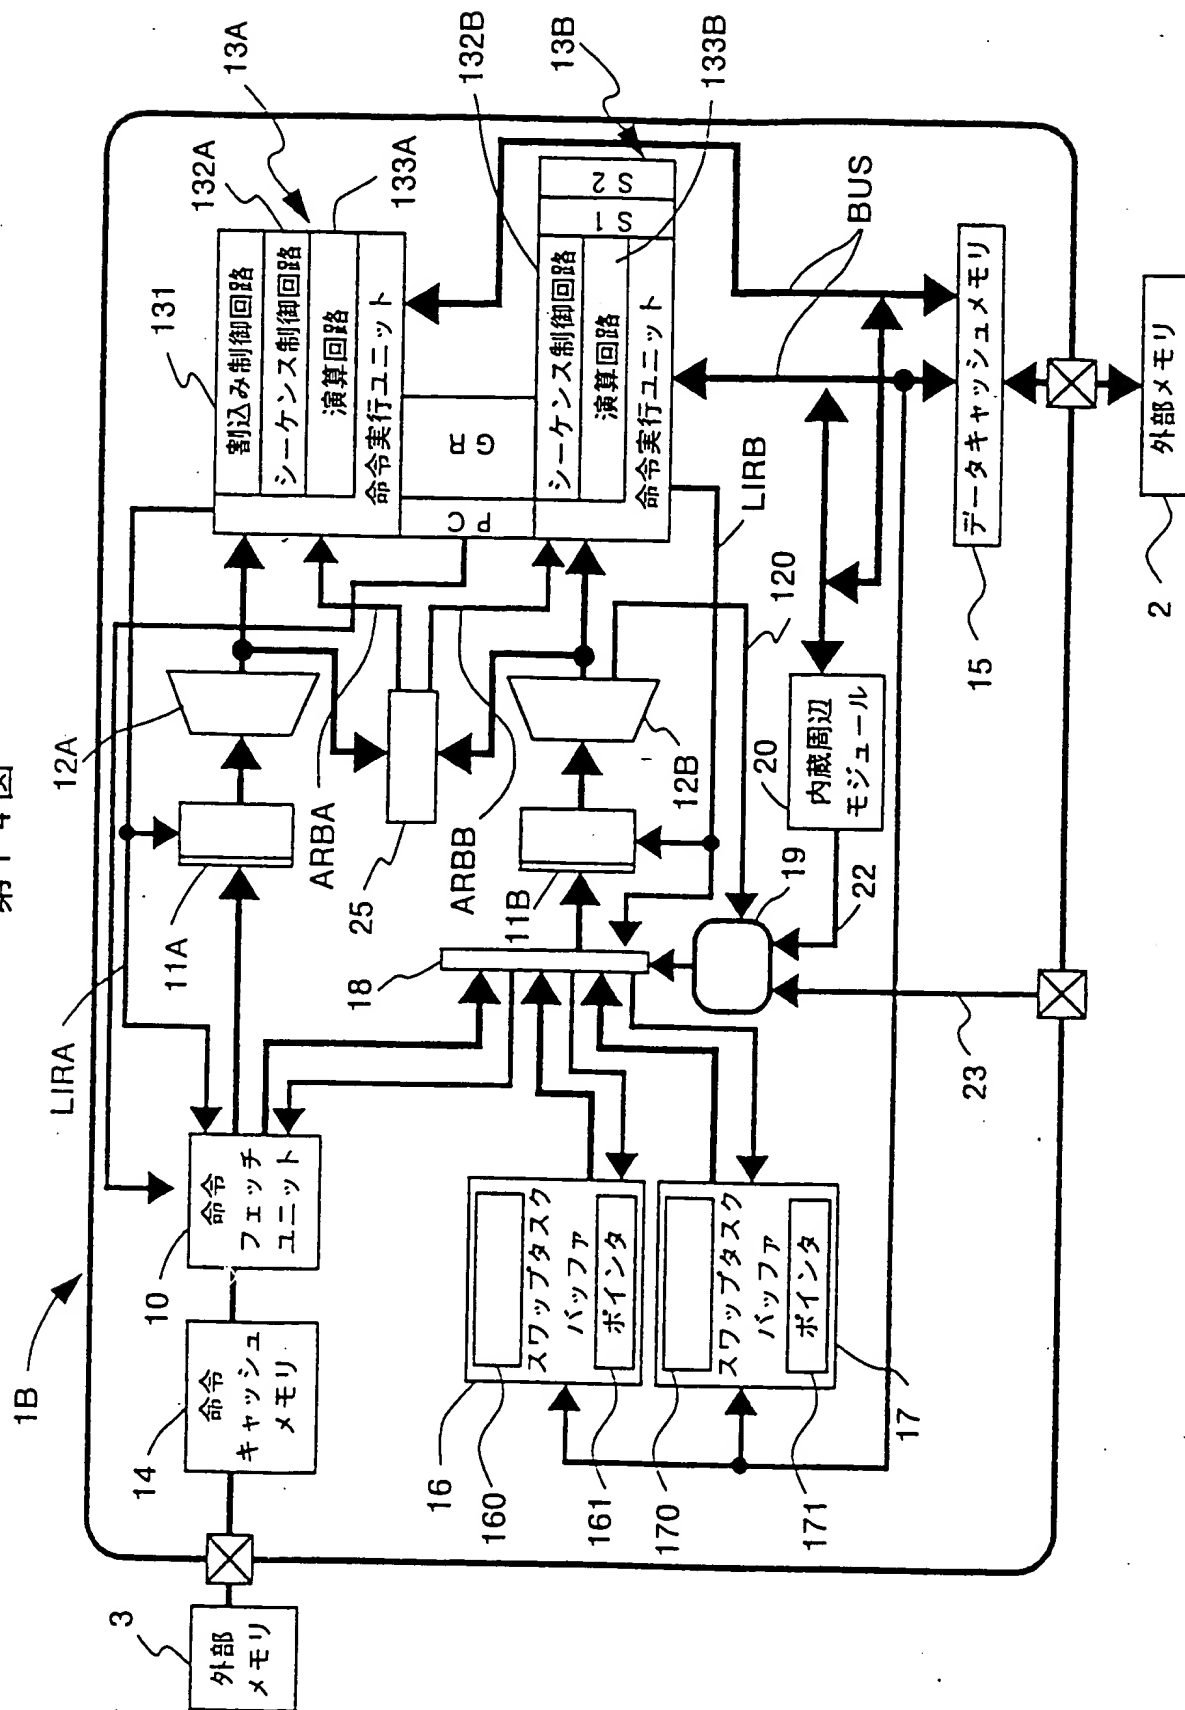 第14図
1B
3
外部
メモリ
14
命令
キャッシュ
メモリ
10
命令
フェッチ
ユニット
LIRA
11A
12A
131
割込み制御回路
シーケンス制御回路
演算回路
命令実行ユニット
132A
13A
133A
ARBA
25
ARBB
PC
GR
18
11B
12B
シーケンス制御回路
演算回路
命令実行ユニット
S1
S2
132B
13B
133B
LIRB
120
BUS
16
160
スワップタスク
バッファ
ポインタ
161
170
スワップタスク
バッファ
ポインタ
171
17
19
22
23
20
内蔵周辺
モジュール
15
データキャッシュメモリ
2
外部メモリ